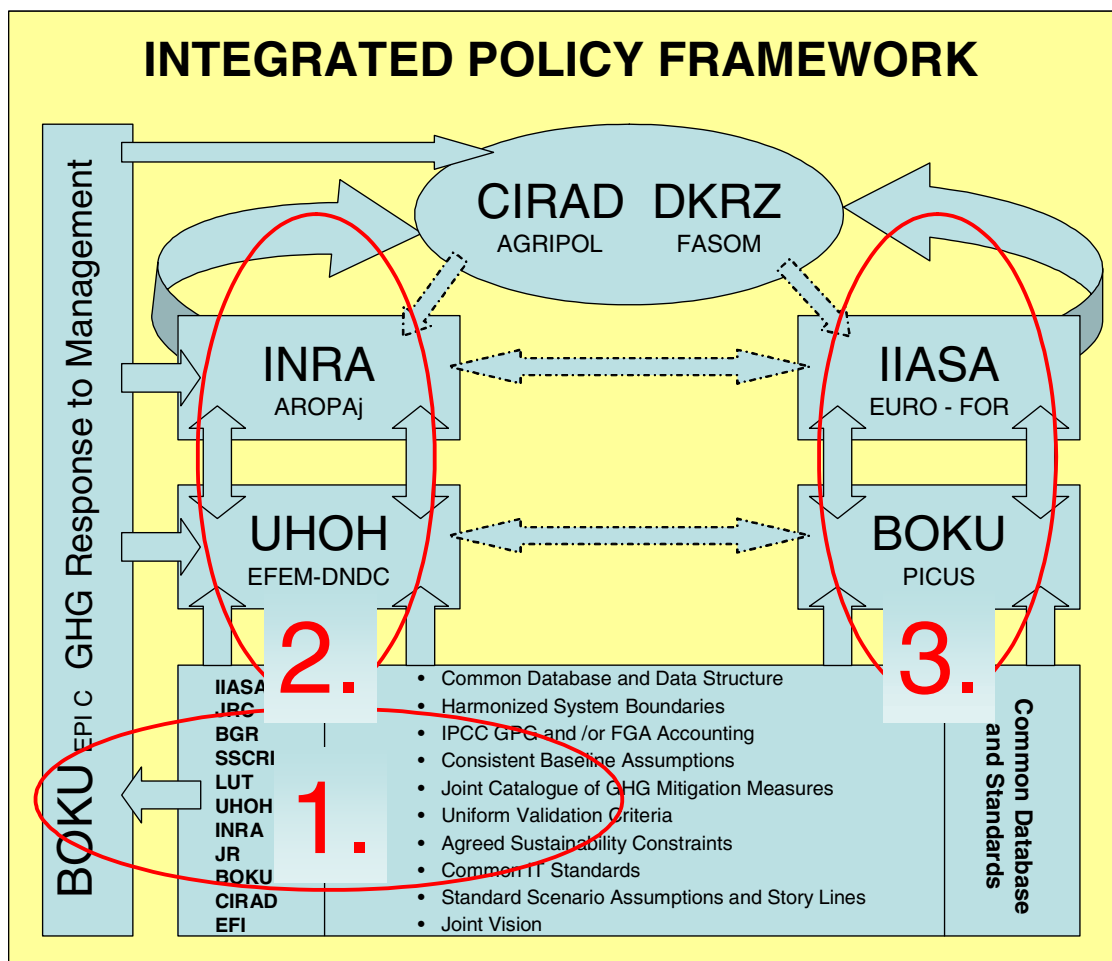 INTEGRATED POLICY FRAMEWORK
BOKU EPI C GHG Response to Management
CIRAD DKRZ
AGRIPOL FASOM
INRA
AROPAj
IIASA
EURO - FOR
UHOH
EFEM-DNDC
BOKU
PICUS
2.
3.
1.
IIASA
JRC
BGR
SSCRI
LUT
UHOH
INRA
JR
BOKU
CIRAD
EFI
• Common Database and Data Structure
• Harmonized System Boundaries
• IPCC GPG and /or FGA Accounting
• Consistent Baseline Assumptions
• Joint Catalogue of GHG Mitigation Measures
• Uniform Validation Criteria
• Agreed Sustainability Constraints
• Common IT Standards
• Standard Scenario Assumptions and Story Lines
• Joint Vision
Common Database
and Standards